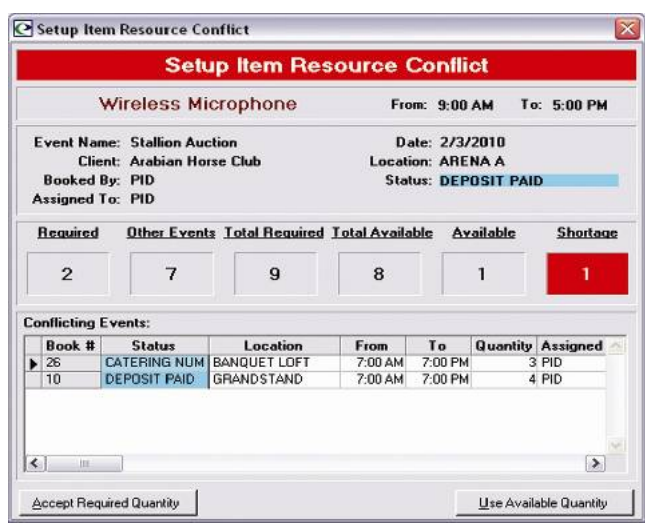 Setup Item Resource Conflict
Setup Item Resource Conflict
Wireless Microphone From: 9:00 AM To: 5:00 PM
Event Name: Stallion Auction Date: 2/3/2010
Client: Arabian Horse Club Location: ARENA A
Booked By: PID Status: DEPOSIT PAID
Assigned To: PID
Required Other Events Total Required Total Available Available Shortage
2 7 9 8 1 1
Conflicting Events:
Book # Status Location From To Quantity Assigned
26 CATERING NUM BANQUET LOFT 7:00 AM 7:00 PM 3 PID
10 DEPOSIT PAID GRANDSTAND 7:00 AM 7:00 PM 4 PID
Accept Required Quantity Use Available Quantity